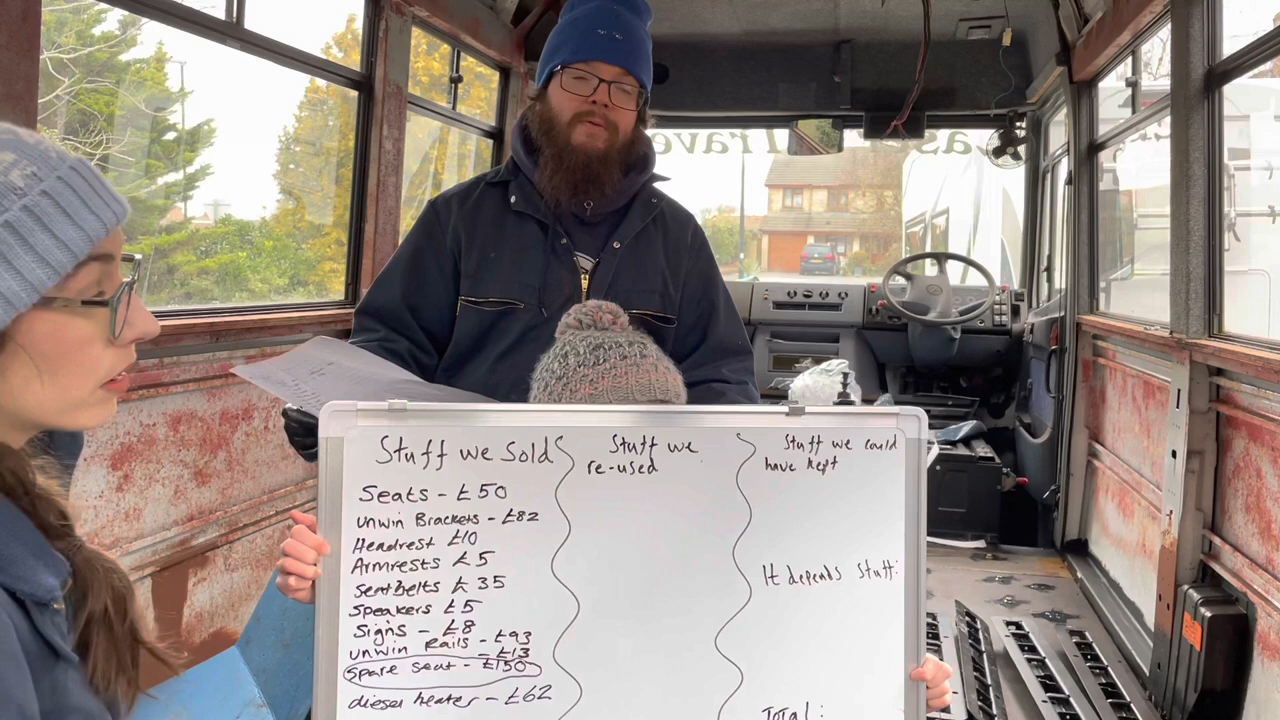 Stuff we Sold
Seats - £50
unwin Brackets - £82
Headrest £10
Armrests £5
Seatbelts £35
Speakers £5
Signs - £8
unwin Rails - £93
- £13
Spare seat - £150
diesel heater - £62
Stuff we
re-used
Stuff we could
have kept
It depends Stuff:
Total:
Trave